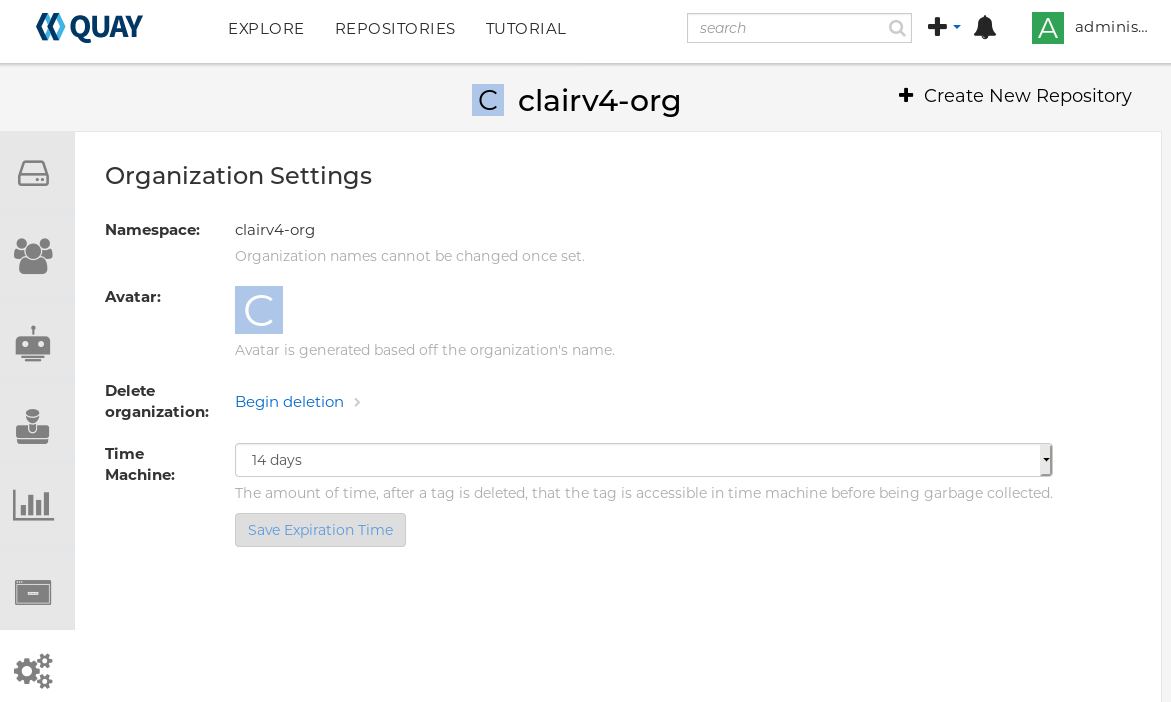 QUAY
EXPLORE
REPOSITORIES
TUTORIAL
search
A
adminis...
C
clairv4-org
Create New Repository
Organization Settings
Namespace:
clairv4-org
Organization names cannot be changed once set.
Avatar:
C
Avatar is generated based off the organization's name.
Delete
organization:
Begin deletion
Time
Machine:
14 days
The amount of time, after a tag is deleted, that the tag is accessible in time machine before being garbage collected.
Save Expiration Time